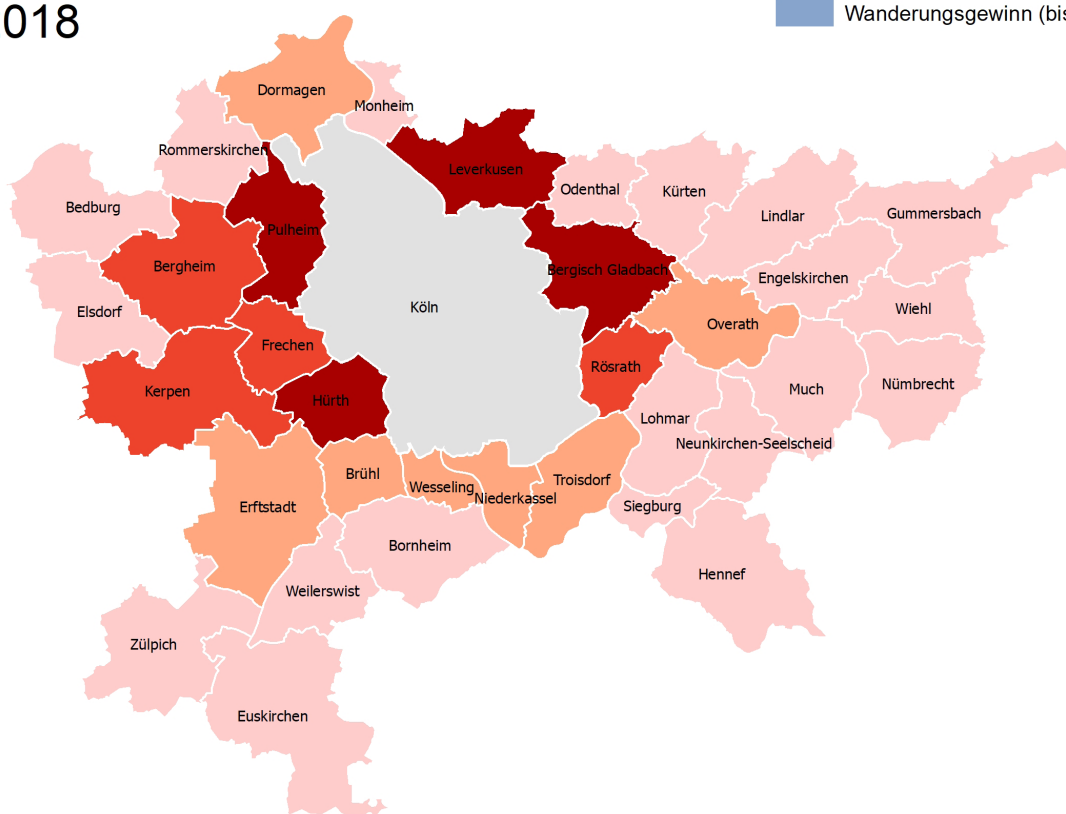 018
Wanderungsgewinn (bis
Dormagen
Monheim
Rommerskirchen
Leverkusen
Odenthal
Kürten
Bedburg
Lindlar
Gummersbach
Pulheim
Bergheim
Bergisch Gladbach
Engelskirchen
Elsdorf
Köln
Wiehl
Overath
Frechen
Rösrath
Kerpen
Much
Nümbrecht
Hürth
Lohmar
Neunkirchen-Seelscheid
Brühl
Wesseling
Troisdorf
Niederkassel
Erftstadt
Siegburg
Bornheim
Hennef
Weilerswist
Zülpich
Euskirchen